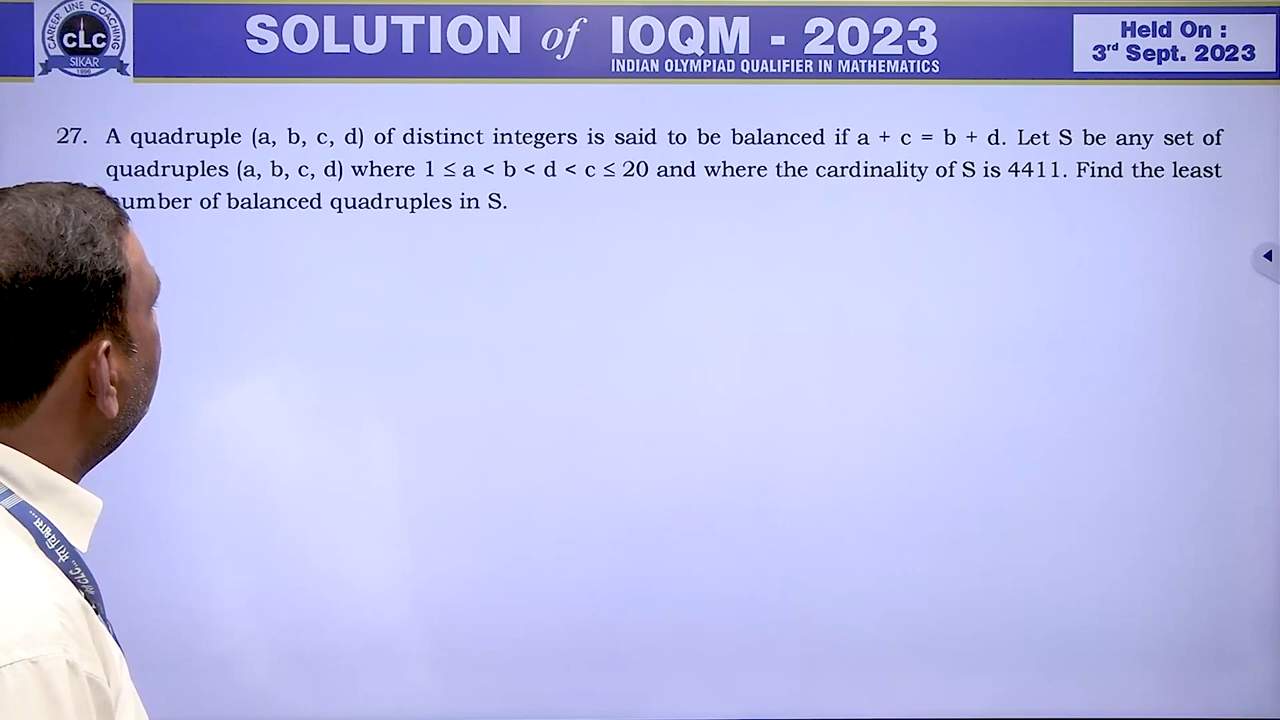 CAREER LINE COACHING
CLC
SIKAR
1996
SOLUTION of IOQM - 2023
INDIAN OLYMPIAD QUALIFIER IN MATHEMATICS
Held On :
3rd Sept. 2023
27. A quadruple (a, b, c, d) of distinct integers is said to be balanced if a + c = b + d. Let S be any set of
quadruples (a, b, c, d) where 1 ≤ a < b < d < c ≤ 20 and where the cardinality of S is 4411. Find the least
number of balanced quadruples in S.